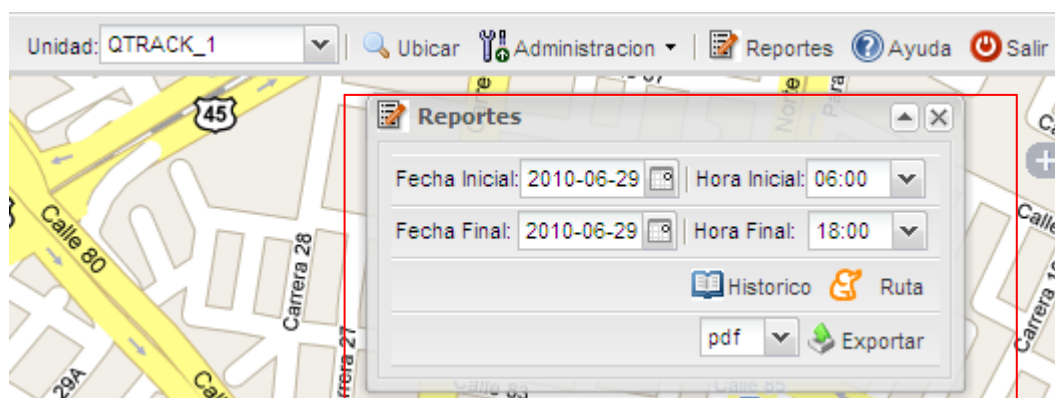 Unidad: QTRACK_1 Ubicar Administracion Reportes Ayuda Salir
45
Reportes
Fecha Inicial: 2010-06-29 Hora Inicial: 06:00
Fecha Final: 2010-06-29 Hora Final: 18:00
Historico Ruta
pdf Exportar
Calle 80
Carrera 28
Calle
29A
Calle 83
Calle 85
Norte